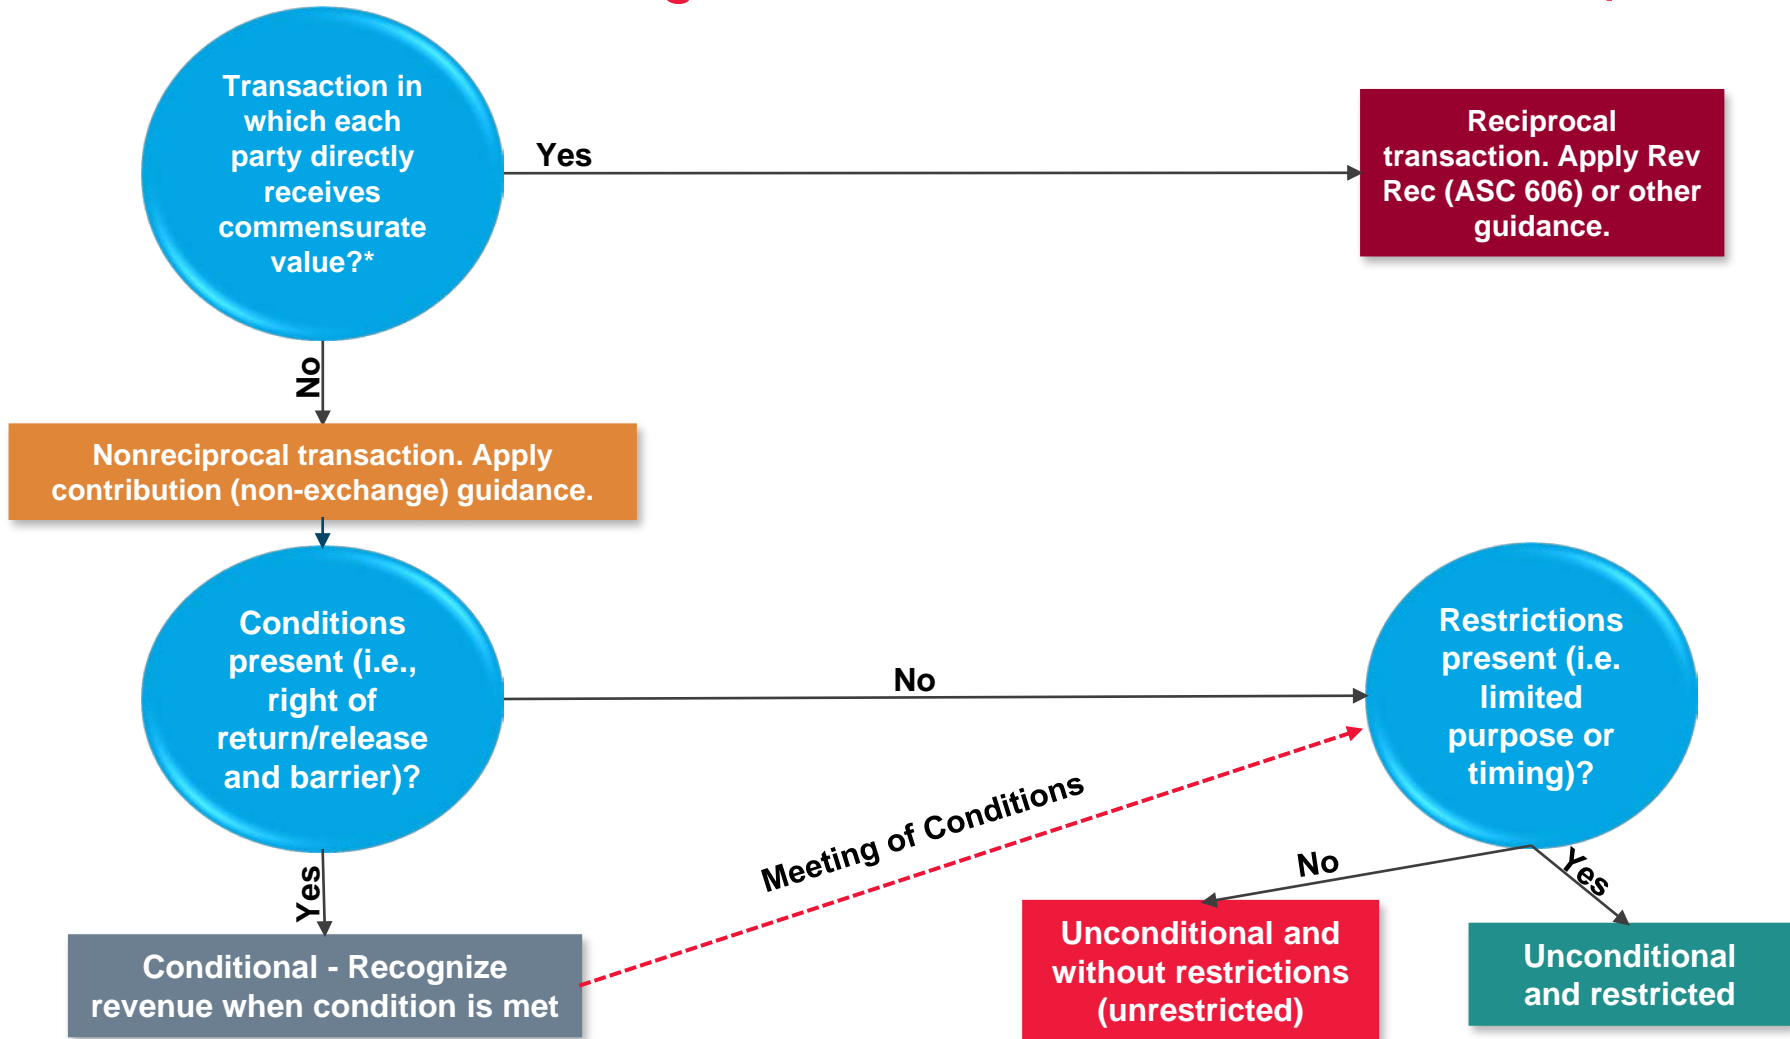 Transaction in
which each
party directly
receives
commensurate
value?*
Yes
Reciprocal
transaction. Apply Rev
Rec (ASC 606) or other
guidance.
No
Nonreciprocal transaction. Apply
contribution (non-exchange) guidance.
Conditions
present (i.e.,
right of
return/release
and barrier)?
No
Restrictions
present (i.e.
limited
purpose or
timing)?
Meeting of Conditions
Yes
No
Yes
Conditional - Recognize
revenue when condition is met
Unconditional and
without restrictions
(unrestricted)
Unconditional
and restricted